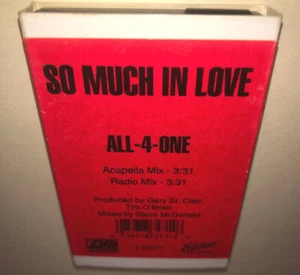 SO MUCH IN LOVE
ALL-4-ONE
Acapella Mix - 3:31
Radio Mix - 3:31
Produced by Gary St. Clair,
Tim O'Brien
Mixed by Steve McDonald